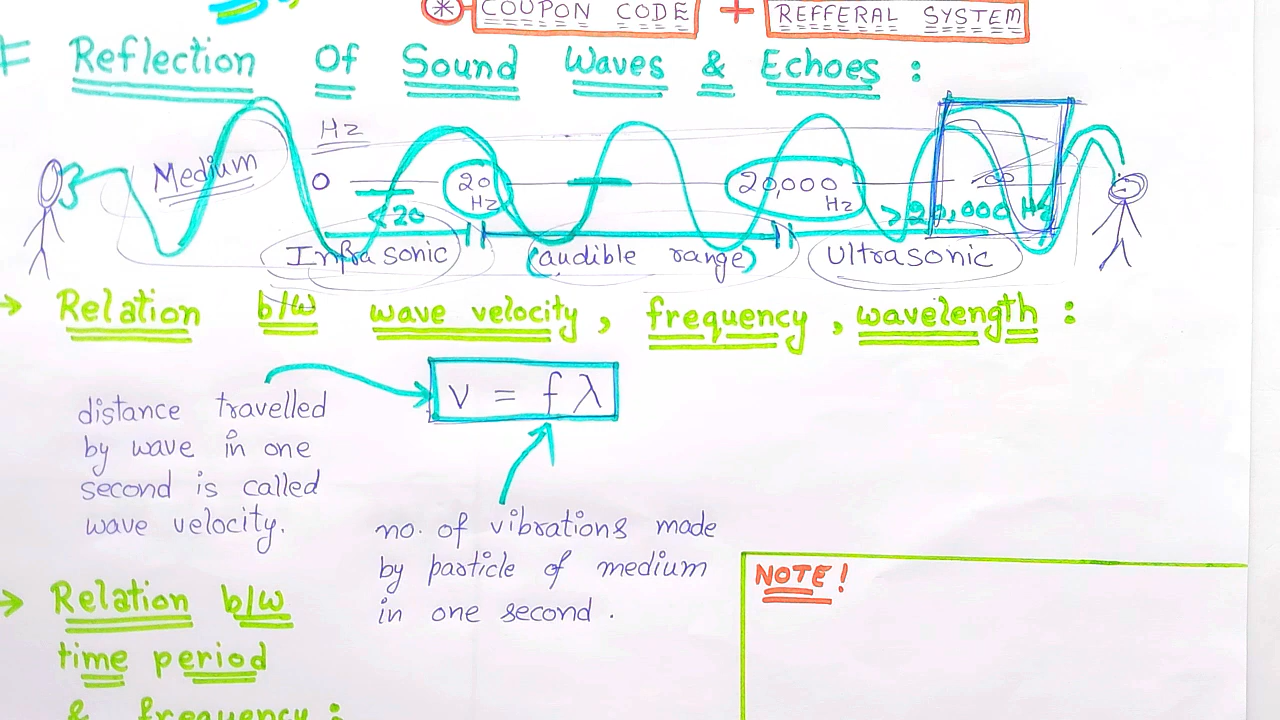 * COUPON CODE + REFFERAL SYSTEM
Reflection Of Sound Waves & Echoes :
Hz
Medium
0 20 Hz 20,000 Hz
<20 >20,000 Hz
Infrasonic (audible range) Ultrasonic
→ Relation b/w wave velocity, frequency, wavelength :
v = f λ
distance travelled
by wave in one
second is called
wave velocity.
no. of vibrations made
by particle of medium
in one second .
NOTE!
→ Relation b/w
time period
& frequency :